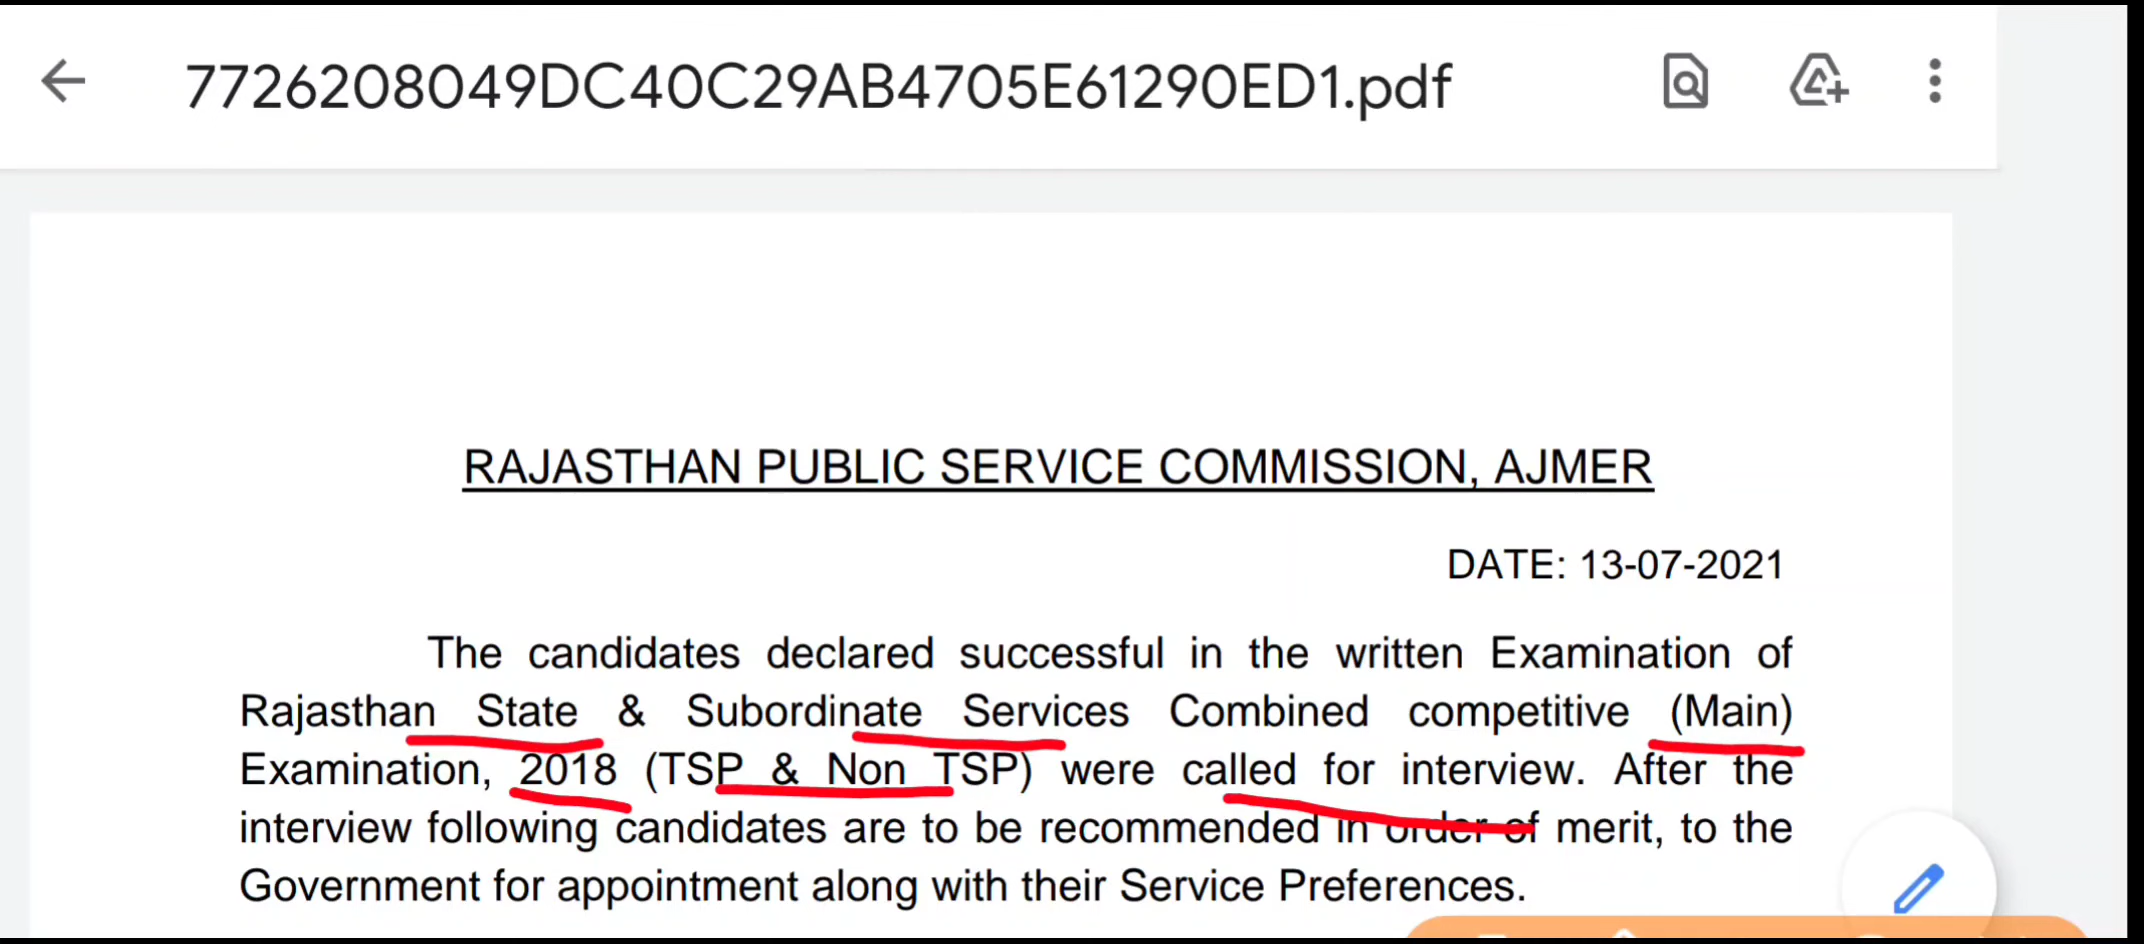 7726208049DC40C29AB4705E61290ED1.pdf
RAJASTHAN PUBLIC SERVICE COMMISSION, AJMER
DATE: 13-07-2021
The candidates declared successful in the written Examination of
Rajasthan State & Subordinate Services Combined competitive (Main)
Examination, 2018 (TSP & Non TSP) were called for interview. After the
interview following candidates are to be recommended in order of merit, to the
Government for appointment along with their Service Preferences.